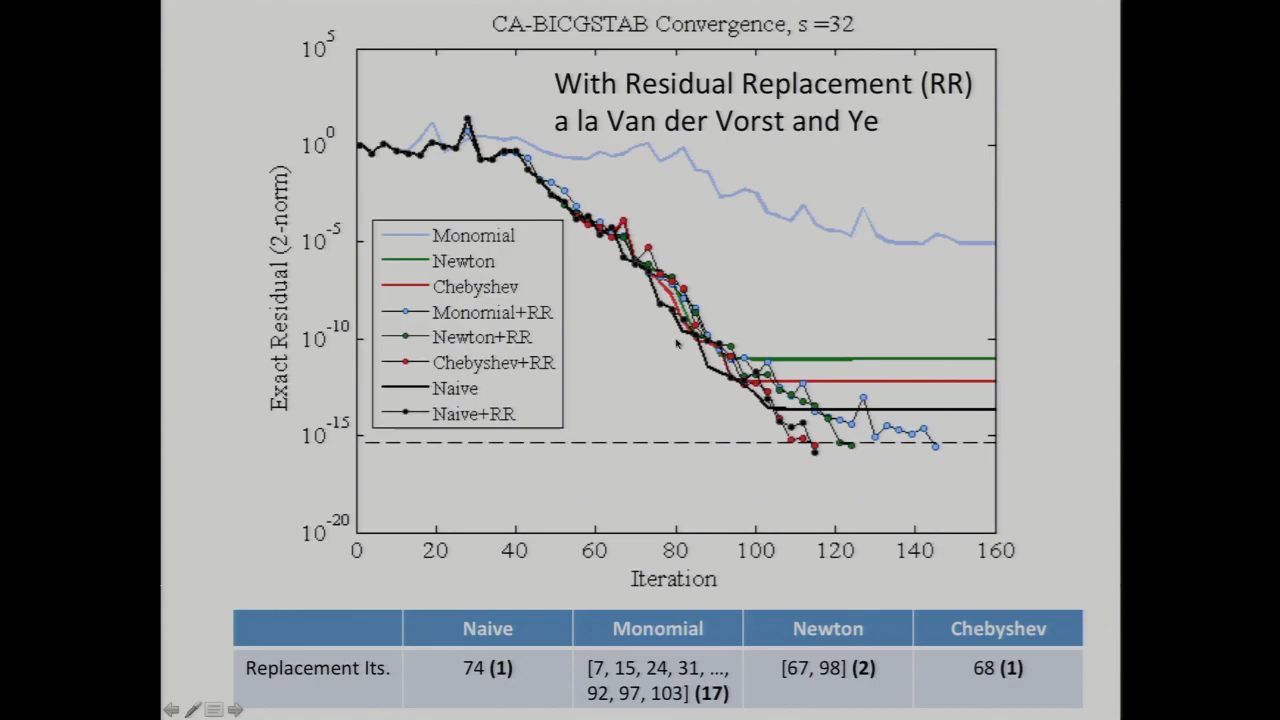 CA-BICGSTAB Convergence, s =32
With Residual Replacement (RR)
a la Van der Vorst and Ye
Exact Residual (2-norm)
10^5
10^0
10^-5
10^-10
10^-15
10^-20
Monomial
Newton
Chebyshev
Monomial+RR
Newton+RR
Chebyshev+RR
Naive
Naive+RR
0 20 40 60 80 100 120 140 160
Iteration
Naive Monomial Newton Chebyshev
Replacement Its. 74 (1) [7, 15, 24, 31, ..., 92, 97, 103] (17) [67, 98] (2) 68 (1)